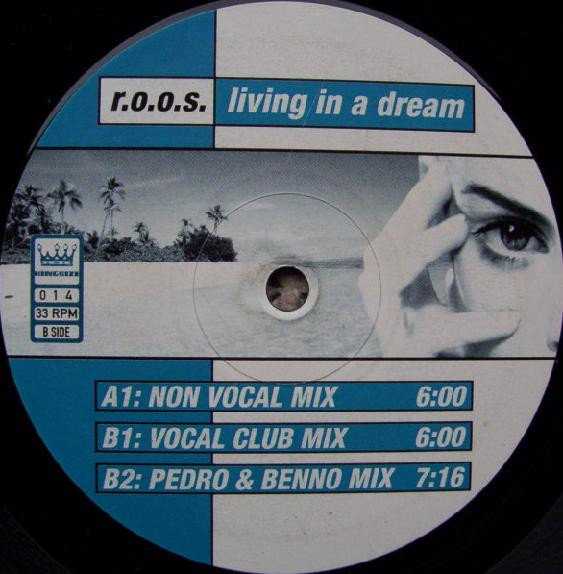 r.o.o.s. living in a dream
014
33 RPM
B SIDE
A1: NON VOCAL MIX 6:00
B1: VOCAL CLUB MIX 6:00
B2: PEDRO & BENNO MIX 7:16